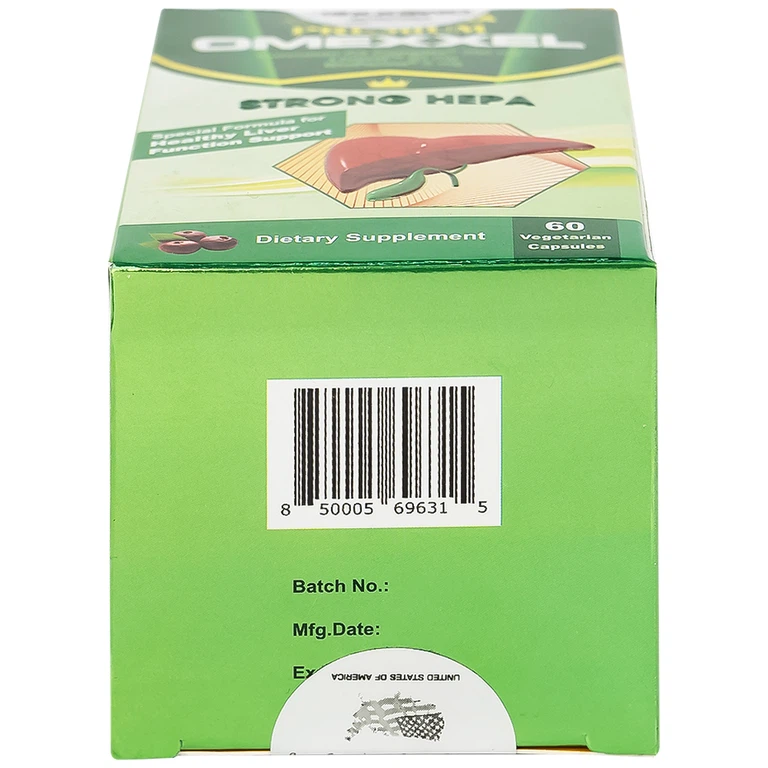 OMEXXEL
STRONG HEPA
Special Formula for
Healthy Liver
Function Support
Dietary Supplement
60
Vegetarian
Capsules
8 50005 69631 5
Batch No.:
Mfg.Date:
UNITED STATES OF AMERICA